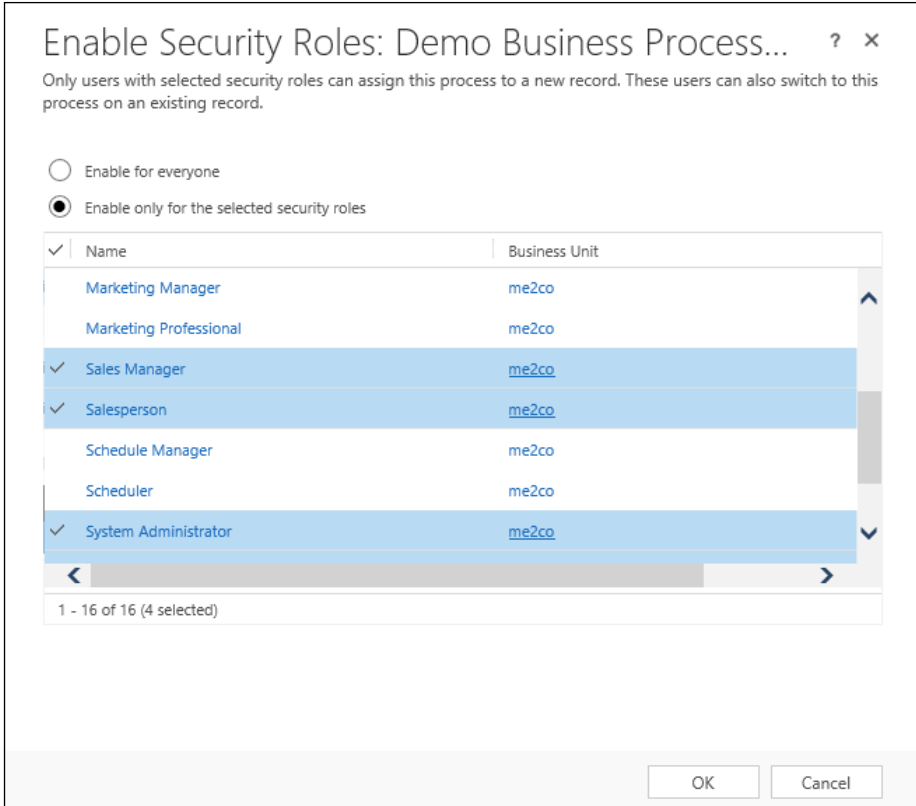 Enable Security Roles: Demo Business Process... ? ×
Only users with selected security roles can assign this process to a new record. These users can also switch to this
process on an existing record.
Enable for everyone
Enable only for the selected security roles
Name Business Unit
Marketing Manager me2co
Marketing Professional me2co
Sales Manager me2co
Salesperson me2co
Schedule Manager me2co
Scheduler me2co
System Administrator me2co
1 - 16 of 16 (4 selected)
OK Cancel